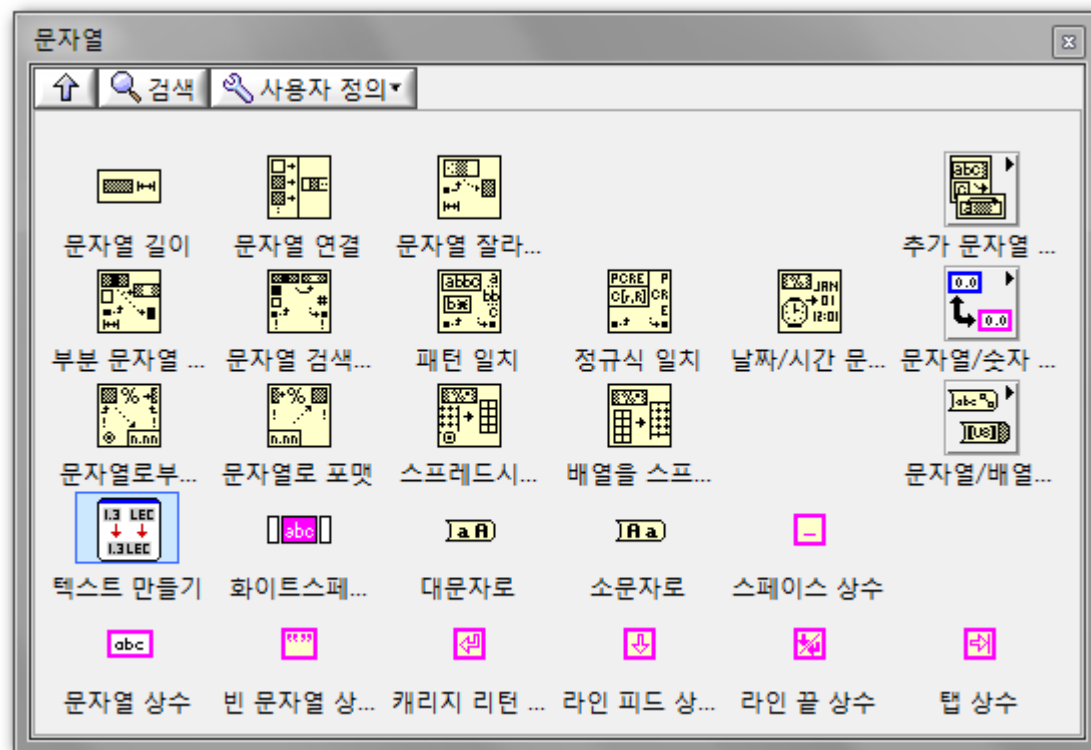 문자열
검색 사용자 정의
문자열 길이 문자열 연결 문자열 잘라... 추가 문자열 ...
부분 문자열 ... 문자열 검색... 패턴 일치 정규식 일치 날짜/시간 문... 문자열/숫자 ...
문자열로부... 문자열로 포맷 스프레드시... 배열을 스프... 문자열/배열...
텍스트 만들기 화이트스페... 대문자로 소문자로 스페이스 상수
문자열 상수 빈 문자열 상... 캐리지 리턴 ... 라인 피드 상... 라인 끝 상수 탭 상수